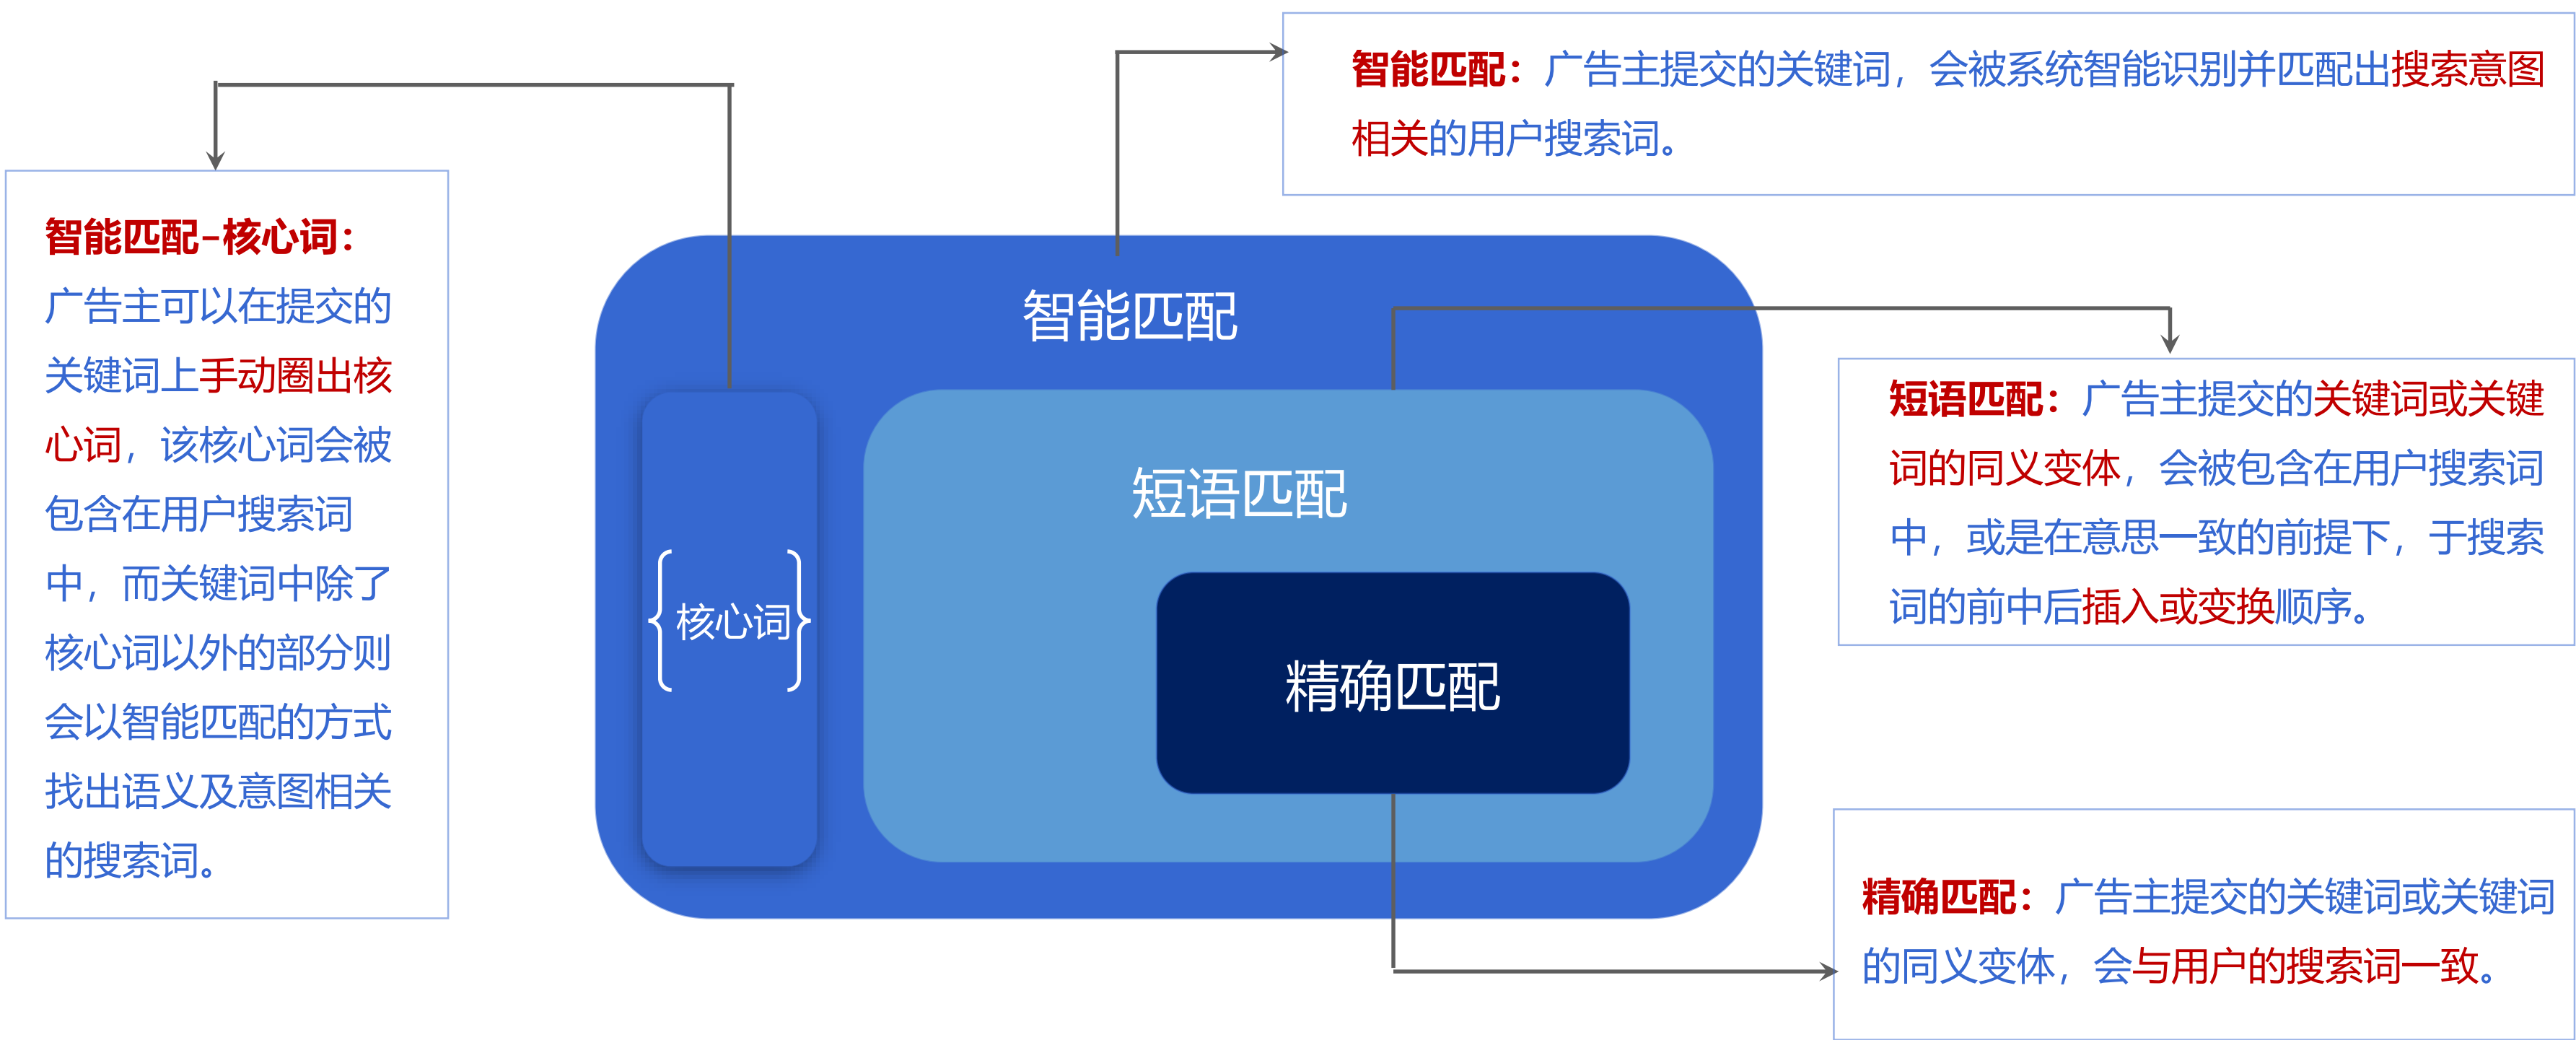 智能匹配：广告主提交的关键词，会被系统智能识别并匹配出搜索意图
相关的用户搜索词。
智能匹配-核心词：
广告主可以在提交的
关键词上手动圈出核
心词，该核心词会被
包含在用户搜索词
中，而关键词中除了
核心词以外的部分则
会以智能匹配的方式
找出语义及意图相关
的搜索词。
智能匹配
短语匹配
精确匹配
{核心词}
短语匹配：广告主提交的关键词或关键
词的同义变体，会被包含在用户搜索词
中，或是在意思一致的前提下，于搜索
词的前中后插入或变换顺序。
精确匹配：广告主提交的关键词或关键词
的同义变体，会与用户的搜索词一致。